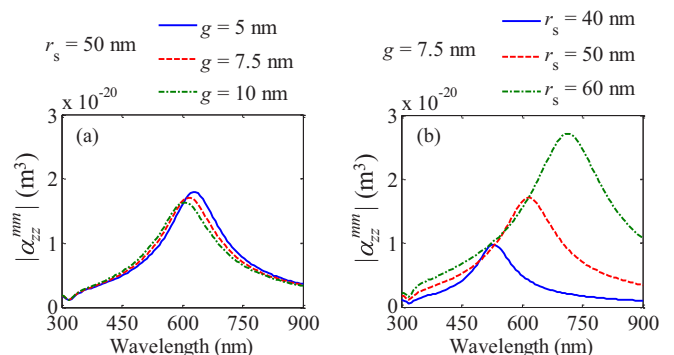 r_s = 50 nm
g = 5 nm
g = 7.5 nm
g = 10 nm
x 10^-20
(a)
|α_zz^mm| (m³)
3
2
1
0
300 450 600 750 900
Wavelength (nm)
g = 7.5 nm
r_s = 40 nm
r_s = 50 nm
r_s = 60 nm
x 10^-20
(b)
|α_zz^mm| (m³)
3
2
1
0
300 450 600 750 900
Wavelength (nm)